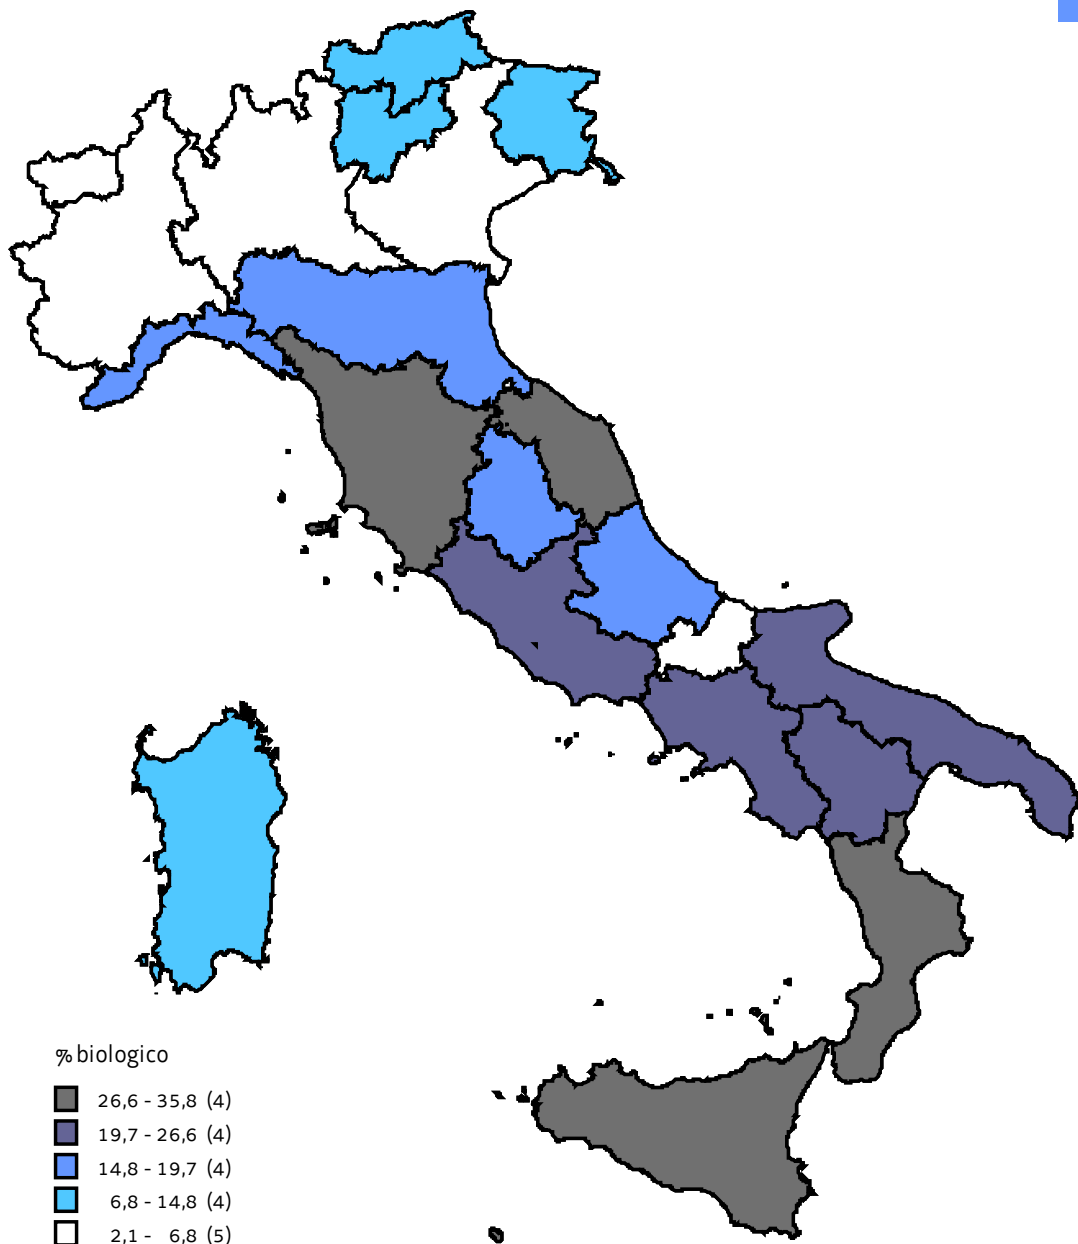 % biologico
26,6 - 35,8 (4)
19,7 - 26,6 (4)
14,8 - 19,7 (4)
6,8 - 14,8 (4)
2,1 - 6,8 (5)